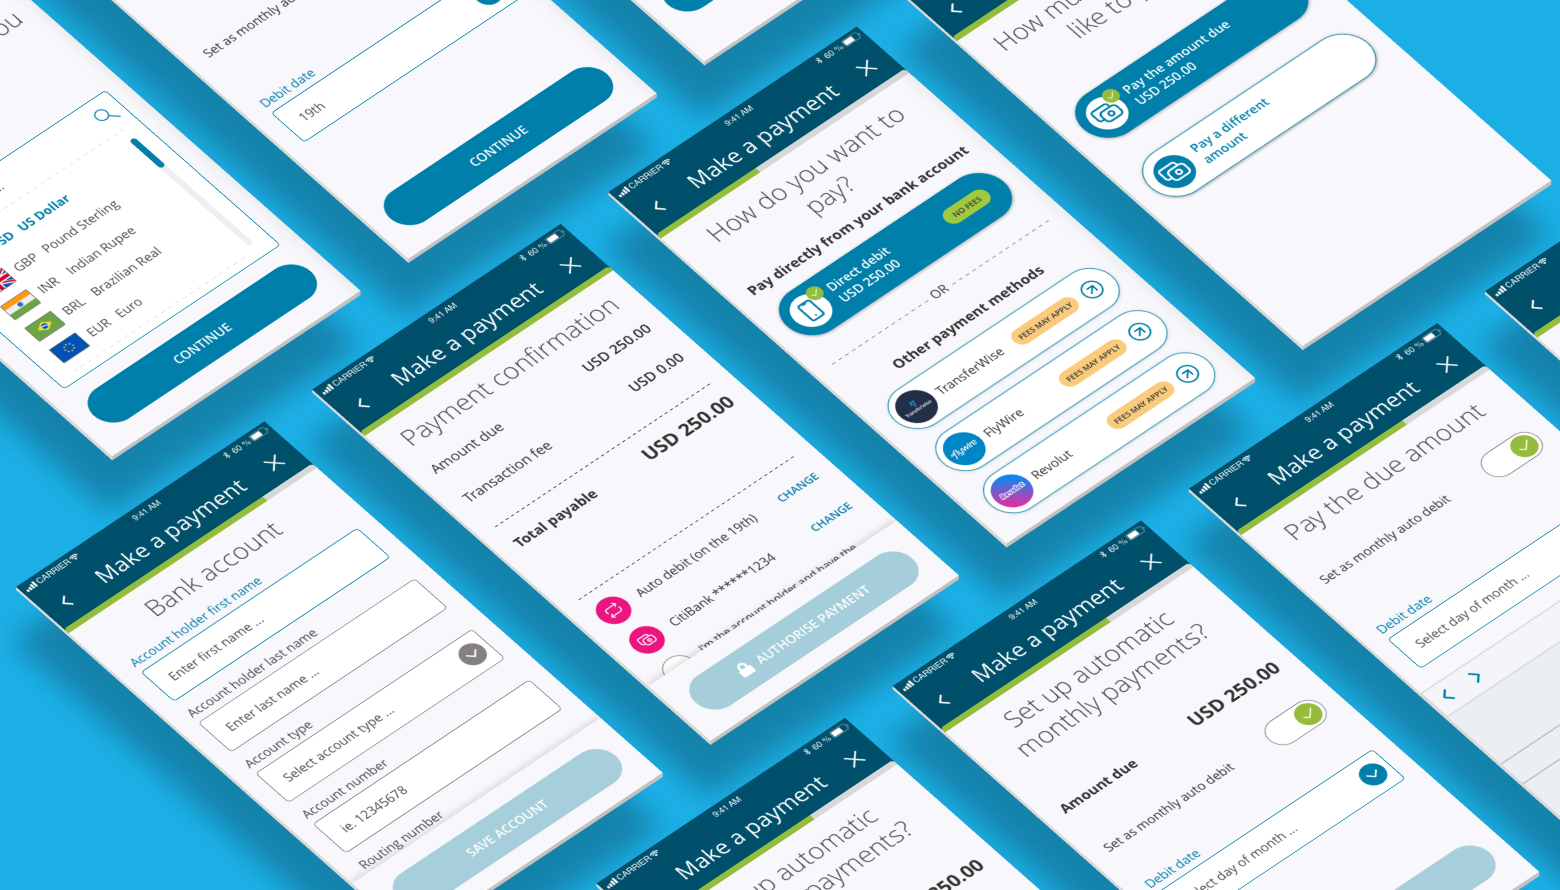 ou
...
SD US Dollar
GBP Pound Sterling
INR Indian Rupee
BRL Brazilian Real
EUR Euro
CONTINUE
Set as monthly au
Debit date
19th
CONTINUE
How mu
like to
Pay the amount due
USD 250.00
Pay a different
amount
CARRIER 9:41 AM 60 %
Make a payment
How do you want to
pay?
Pay directly from your bank account
Direct debit
USD 250.00
NO FEES
OR
Other payment methods
TransferWise
FEES MAY APPLY
flywire
FlyWire
FEES MAY APPLY
Revolut
Revolut
FEES MAY APPLY
CARRIER 9:41 AM 60 %
Make a payment
Payment confirmation
Amount due USD 250.00
Transaction fee USD 0.00
Total payable USD 250.00
Auto debit (on the 19th) CHANGE
CitiBank ******1234 CHANGE
I'm the account holder and have the
AUTHORISE PAYMENT
CARRIER 9:41 AM 60 %
Make a payment
Bank account
Account holder first name
Enter first name ...
Account holder last name
Enter last name ...
Account type
Select account type ...
Account number
ie. 12345678
Routing number
SAVE ACCOUNT
CARRIER
CARRIER 9:41 AM 60 %
Make a payment
Pay the due amount
Set as monthly auto debit
Debit date
Select day of month ...
CARRIER 9:41 AM 60 %
Make a payment
Set up automatic
monthly payments?
Amount due USD 250.00
Set as monthly auto debit
Debit date
lect day of month ...
CARRIER 9:41 AM 60 %
Make a payment
up automatic
payments?
250.00